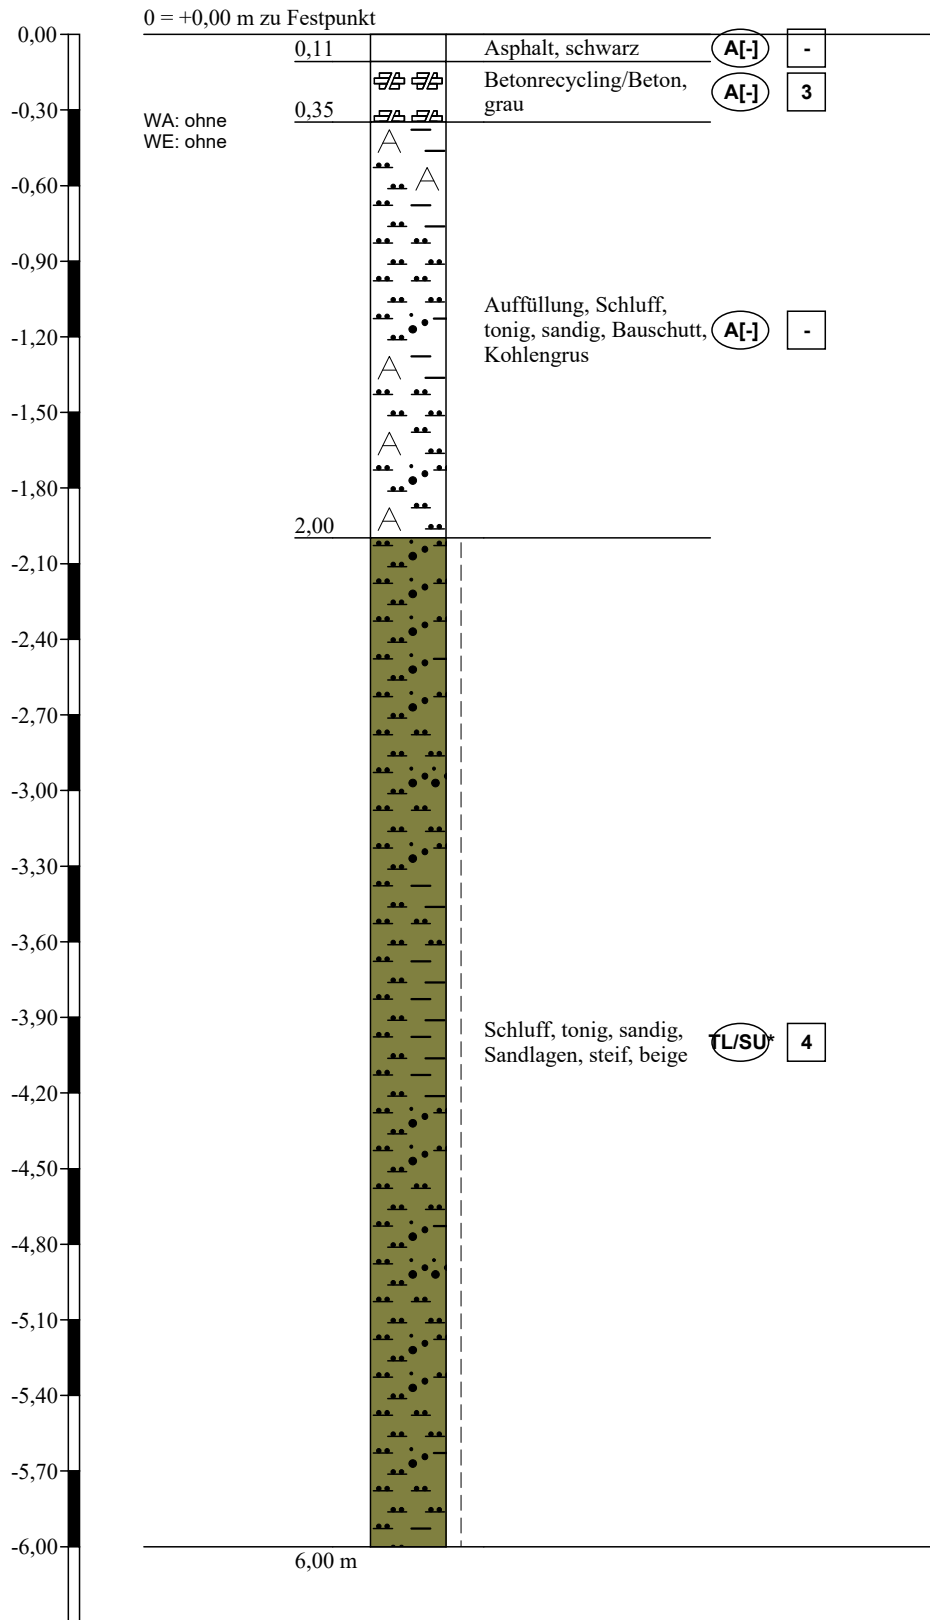 0 = +0,00 m zu Festpunkt
0,00
0,11
Asphalt, schwarz
A[-]
-
Betonrecycling/Beton,
grau
A[-]
3
-0,30
0,35
WA: ohne
WE: ohne
A
A
-0,60
-0,90
Auffüllung, Schluff,
tonig, sandig, Bauschutt,
Kohlengrus
A[-]
-
-1,20
A
-1,50
A
-1,80
A
2,00
-2,10
-2,40
-2,70
-3,00
-3,30
-3,60
-3,90
Schluff, tonig, sandig,
Sandlagen, steif, beige
TL/SU*
4
-4,20
-4,50
-4,80
-5,10
-5,40
-5,70
-6,00
6,00 m